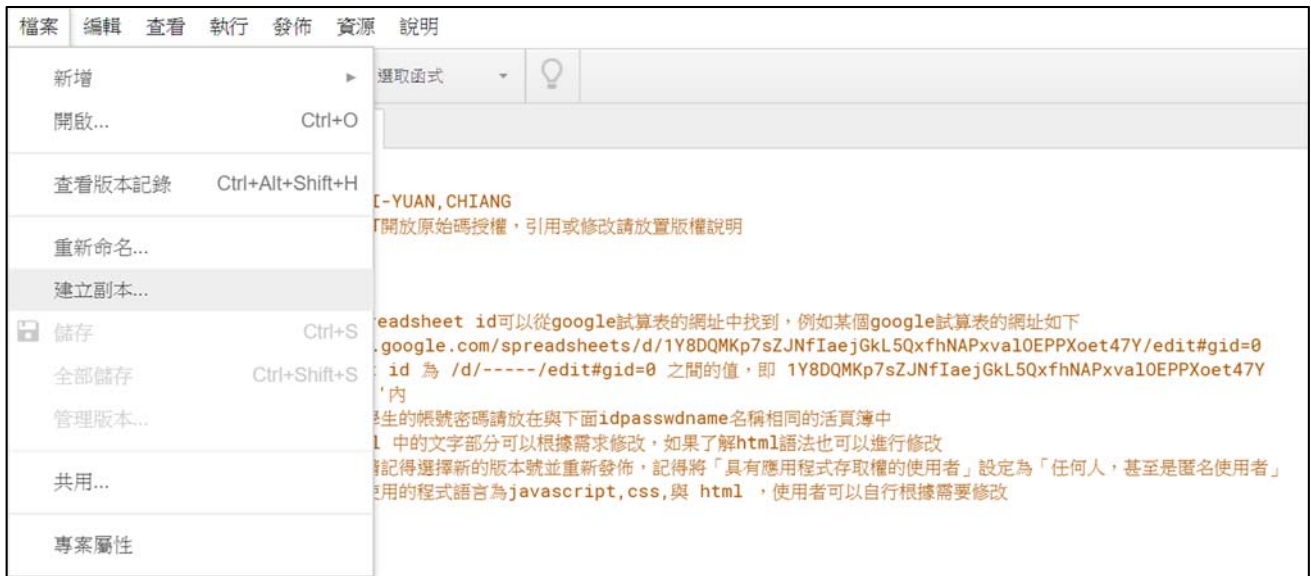 檔案 編輯 查看 執行 發佈 資源 說明
新增 ► 選取函式
開啟... Ctrl+O
查看版本記錄 Ctrl+Alt+Shift+H
I-YUAN,CHIANG
開放原始碼授權，引用或修改請放置版權說明
重新命名...
建立副本...
eadsheet id可以從google試算表的網址中找到，例如某個google試算表的網址如下
儲存 Ctrl+S
.google.com/spreadsheets/d/1Y8DQMKp7sZJNfIaejGkL5QxfhNAPxvalOEPPXoet47Y/edit#gid=0
全部儲存 Ctrl+Shift+S
id 為 /d/-----/edit#gid=0 之間的值，即 1Y8DQMKp7sZJNfIaejGkL5QxfhNAPxvalOEPPXoet47Y
'內
管理版本...
生的帳號密碼請放在與下面idpasswdname名稱相同的活頁簿中
中的文字部分可以根據需求修改，如果了解html語法也可以進行修改
記得選擇新的版本號並重新發佈，記得將「具有應用程式存取權的使用者」設定為「任何人，甚至是匿名使用者」
共用...
用的程式語言為javascript,css,與 html ，使用者可以自行根據需要修改
專案屬性